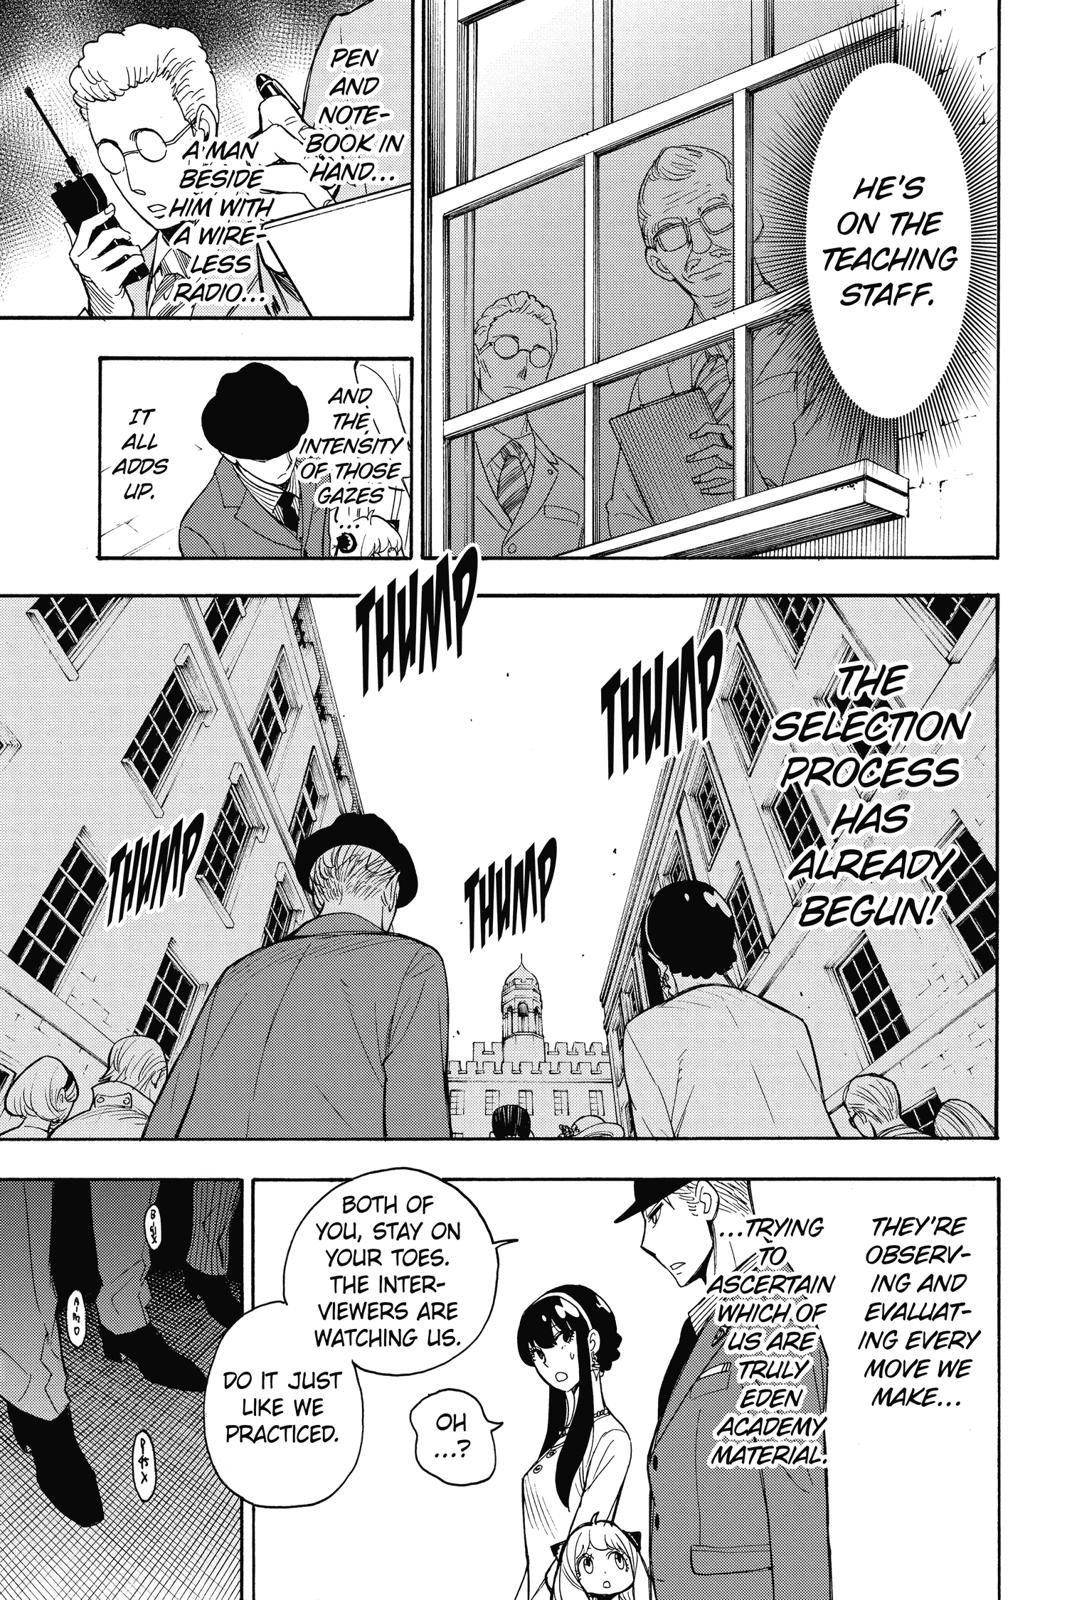 HE'S
ON THE
TEACHING
STAFF.
PEN
AND
NOTE-
BOOK IN
HAND...
A MAN
BESIDE
HIM WITH
A WIRE-
LESS
RADIO...
AND
THE
INTENSITY
OF THOSE
GAZES
...
IT
ALL
ADDS
UP.
THUMP
THUMP
THUMP
THUMP
THE
SELECTION
PROCESS
HAS
ALREADY
BEGUN!
THEY'RE
OBSERV-
ING AND
EVALUAT-
ING EVERY
MOVE WE
MAKE...
...TRYING
TO
ASCERTAIN
WHICH OF
US ARE
TRULY
EDEN
ACADEMY
MATERIAL.
BOTH OF
YOU, STAY ON
YOUR TOES.
THE INTER-
VIEWERS ARE
WATCHING US.
DO IT JUST
LIKE WE
PRACTICED.
OH
...?